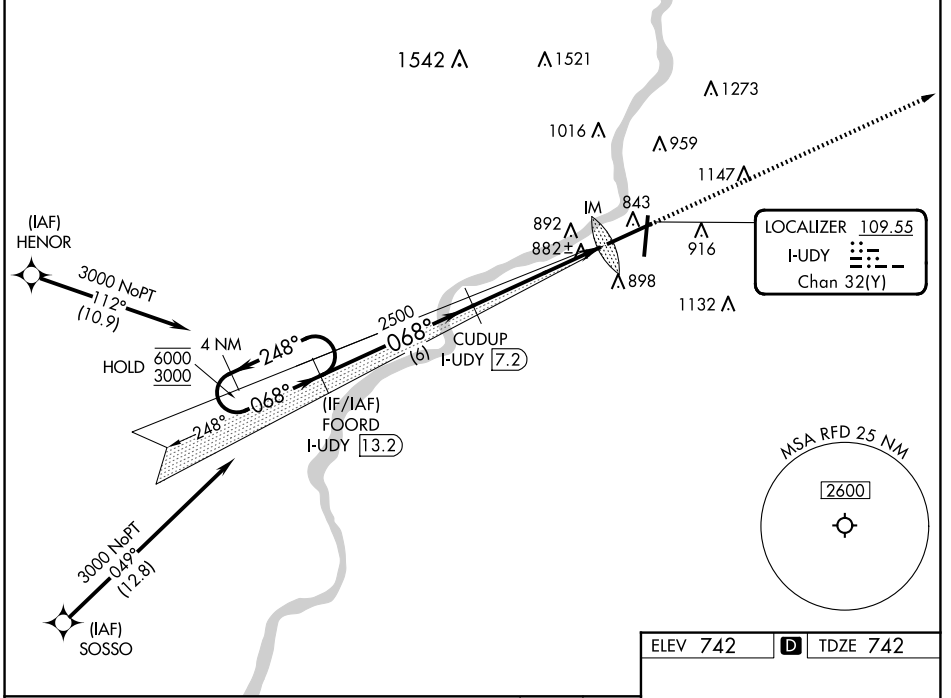 1542
1521
1273
1016
959
1147
IM
843
892
882±
916
898
1132
LOCALIZER 109.55
I-UDY
Chan 32(Y)
(IAF)
HENOR
3000 NoPT
112°
(10.9)
HOLD 6000
3000
4 NM
248°
068°
248°
2500
068°
(6)
CUDUP
I-UDY 7.2
(IF/IAF)
FOORD
I-UDY 13.2
3000 NoPT
049°
(12.8)
(IAF)
SOSSO
MSA RFD 25 NM
2600
ELEV 742 D TDZE 742